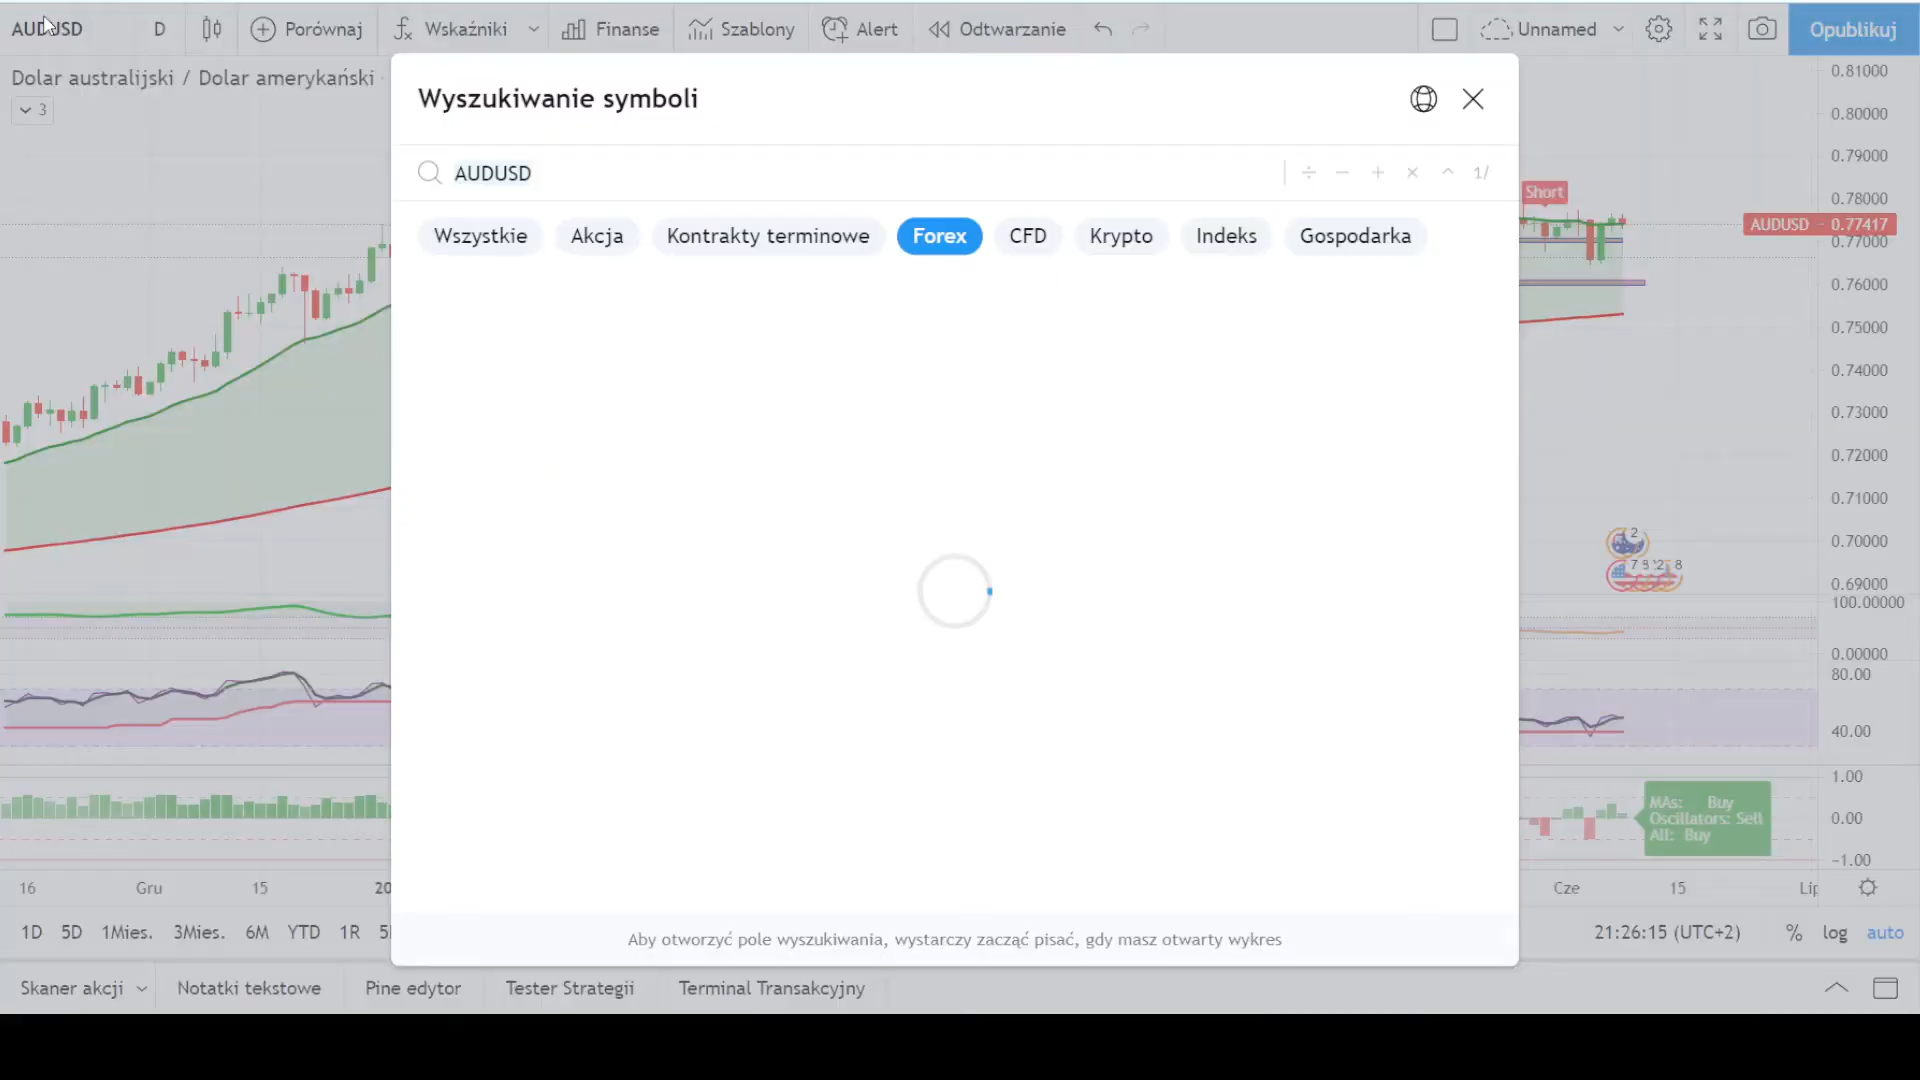 AUDUSD D Porównaj Wskaźniki Finanse Szablony Alert Odtwarzanie Unnamed Opublikuj
Dolar australijski / Dolar amerykański
3
Wyszukiwanie symboli
AUDUSD ÷ − + × ^ 1/
Wszystkie Akcja Kontrakty terminowe Forex CFD Krypto Indeks Gospodarka
Short
AUDUSD 0.77417
0.81000
0.80000
0.79000
0.78000
0.77000
0.76000
0.75000
0.74000
0.73000
0.72000
0.71000
0.70000
0.69000
100.00000
0.00000
80.00
40.00
1.00
0.00
−1.00
2
MAs: Buy
Oscillators: Sell
All: Buy
16 Gru 15 20 Cze 15 Lip
1D 5D 1Mies. 3Mies. 6M YTD 1R 21:26:15 (UTC+2) % log auto
Aby otworzyć pole wyszukiwania, wystarczy zacząć pisać, gdy masz otwarty wykres
Skaner akcji Notatki tekstowe Pine edytor Tester Strategii Terminal Transakcyjny